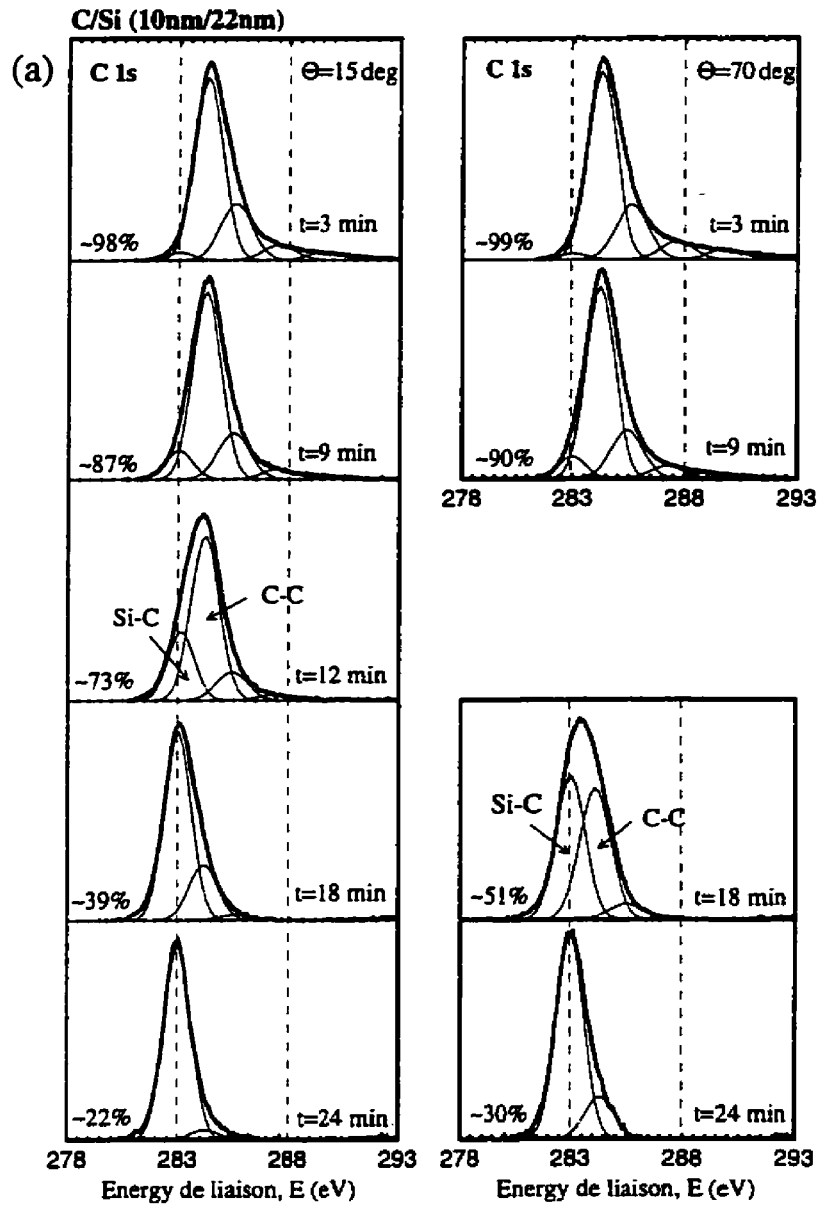 C/Si (10nm/22nm)
(a)
C 1s
Θ=15 deg
~98%
t=3 min
~87%
t=9 min
Si-C
C-C
~73%
t=12 min
~39%
t=18 min
~22%
t=24 min
278 283 288 293
Energy de liaison, E (eV)
C 1s
Θ=70 deg
~99%
t=3 min
~90%
t=9 min
278 283 288 293
Si-C
C-C
~51%
t=18 min
~30%
t=24 min
278 283 288 293
Energy de liaison, E (eV)